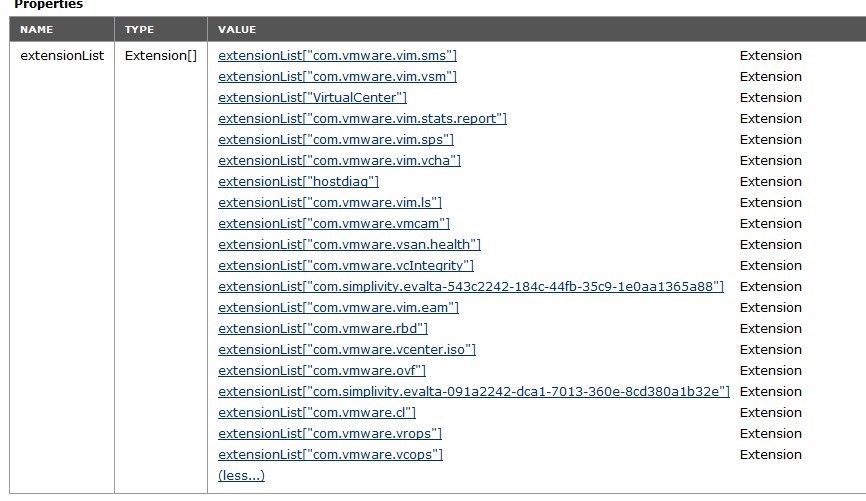 Properties
NAME TYPE VALUE
extensionList Extension[] extensionList["com.vmware.vim.sms"] Extension
extensionList["com.vmware.vim.vsm"] Extension
extensionList["VirtualCenter"] Extension
extensionList["com.vmware.vim.stats.report"] Extension
extensionList["com.vmware.vim.sps"] Extension
extensionList["com.vmware.vim.vcha"] Extension
extensionList["hostdiag"] Extension
extensionList["com.vmware.vim.ls"] Extension
extensionList["com.vmware.vmcam"] Extension
extensionList["com.vmware.vsan.health"] Extension
extensionList["com.vmware.vcIntegrity"] Extension
extensionList["com.simplivity.evalta-543c2242-184c-44fb-35c9-1e0aa1365a88"] Extension
extensionList["com.vmware.vim.eam"] Extension
extensionList["com.vmware.rbd"] Extension
extensionList["com.vmware.vcenter.iso"] Extension
extensionList["com.vmware.ovf"] Extension
extensionList["com.simplivity.evalta-091a2242-dca1-7013-360e-8cd380a1b32e"] Extension
extensionList["com.vmware.cl"] Extension
extensionList["com.vmware.vrops"] Extension
extensionList["com.vmware.vcops"] Extension
(less...)